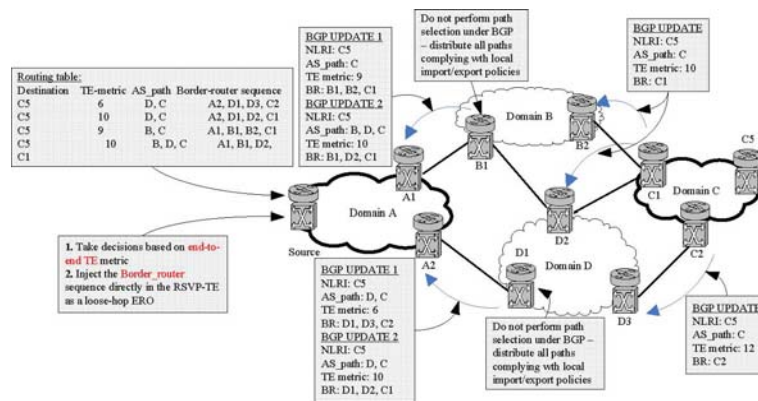 BGP UPDATE 1
NLRI: C5
AS_path: C
TE metric: 9
BR: B1, B2, C1
BGP UPDATE 2
NLRI: C5
AS_path: B, D, C
TE metric: 10
BR: B1, D2, C1
Do not perform path
selection under BGP
– distribute all paths
complying wth local
import/export policies
BGP UPDATE
NLRI: C5
AS_path: C
TE metric: 10
BR: C1
Routing table:
Destination TE-metric AS_path Border-router sequence
C5 6 D, C A2, D1, D3, C2
C5 10 D, C A2, D1, D2, C1
C5 9 B, C A1, B1, B2, C1
C5 10 B, D, C A1, B1, D2,
C1
Domain B
B2
B1
A1
C5
C1
Domain C
Domain A
Source
A2
D2
C2
D1
Domain D
D3
1. Take decisions based on end-to-
end TE metric
2. Inject the Border_router
sequence directly in the RSVP-TE
as a loose-hop ERO
BGP UPDATE 1
NLRI: C5
AS_path: D, C
TE metric: 6
BR: D1, D3, C2
BGP UPDATE 2
NLRI: C5
AS_path: D, C
TE metric: 10
BR: D1, D2, C1
Do not perform path
selection under BGP –
distribute all paths
complying wth local
import/export policies
BGP UPDATE
NLRI: C5
AS_path: C
TE metric: 12
BR: C2